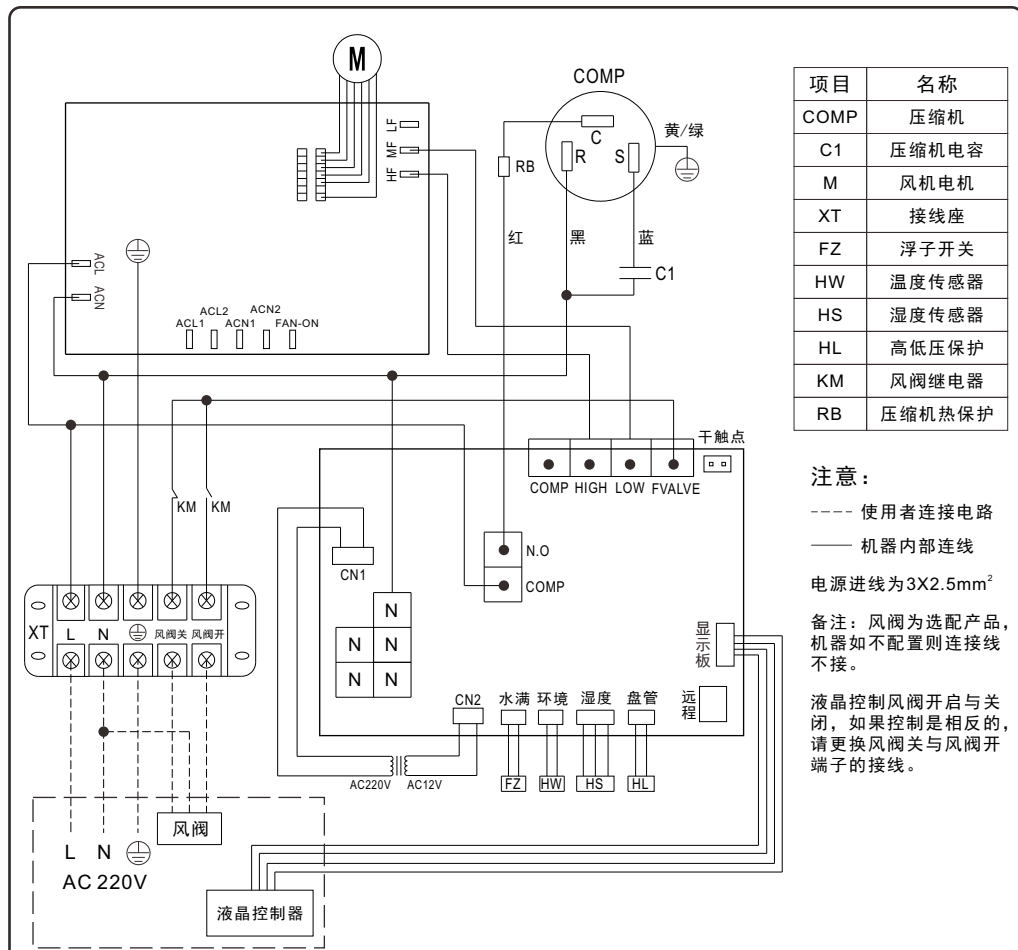 M
COMP
LF
MF
HF
C
R
S
黄/绿
RB
红
黑
蓝
C1
ACL
ACN
ACL1
ACL2
ACN1
ACN2
FAN-ON
KM
KM
干触点
COMP HIGH LOW FVALVE
N.O
COMP
CN1
N
N N
N N
XT
L N 风阀关 风阀开
显示板
远程
CN2 水满 环境 湿度 盘管
AC220V AC12V
FZ HW HS HL
风阀
L N
AC 220V
液晶控制器
项目 名称
COMP 压缩机
C1 压缩机电容
M 风机电机
XT 接线座
FZ 浮子开关
HW 温度传感器
HS 湿度传感器
HL 高低压保护
KM 风阀继电器
RB 压缩机热保护
注意：
---- 使用者连接电路
—— 机器内部连线
电源进线为3X2.5mm²
备注：风阀为选配产品，
机器如不配置则连接线
不接。
液晶控制风阀开启与关
闭，如果控制是相反的，
请更换风阀关与风阀开
端子的接线。